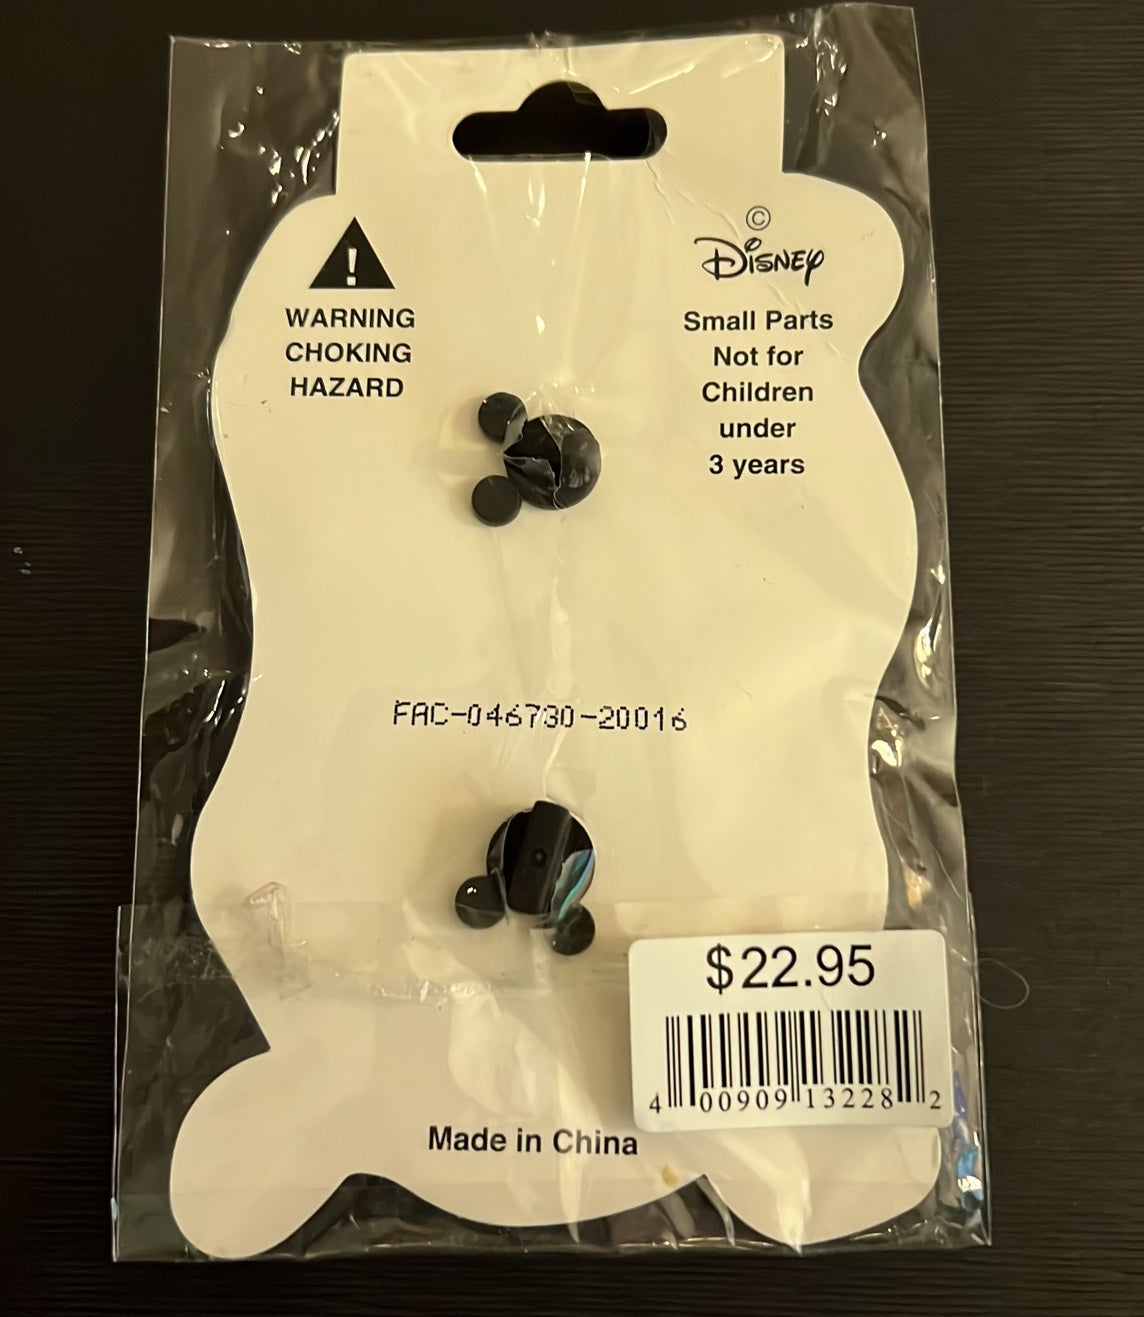 WARNING
CHOKING
HAZARD
©
Disney
Small Parts
Not for
Children
under
3 years
FAC-046730-20016
$22.95
4 00909 13228 2
Made in China